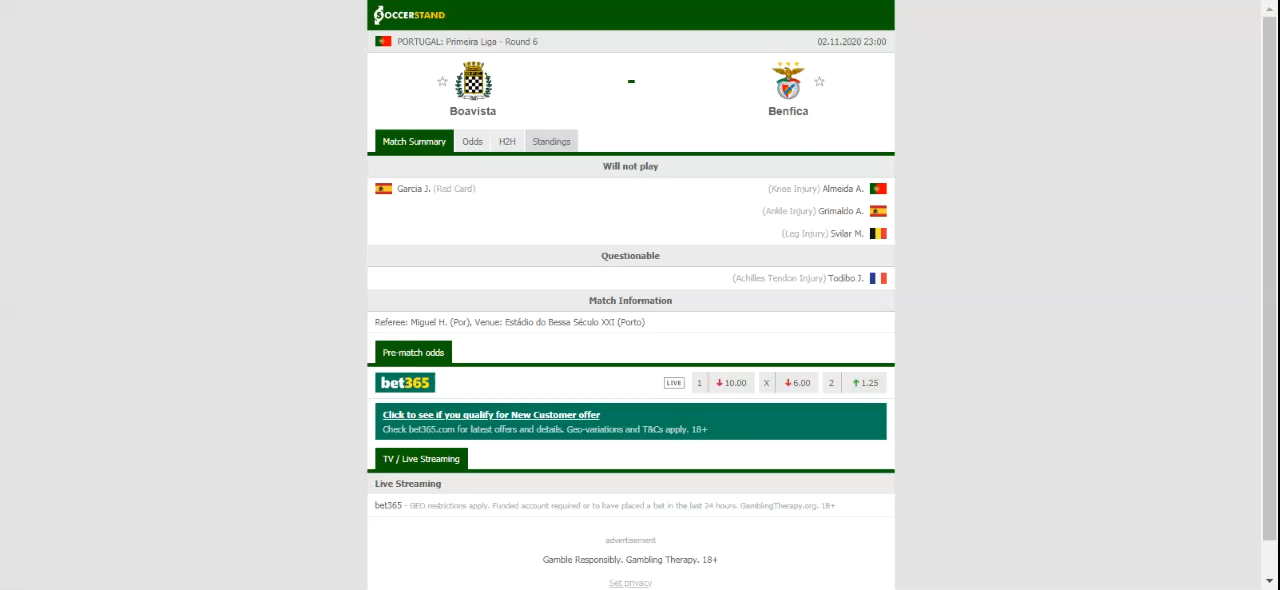 SOCCERSTAND
PORTUGAL: Primeira Liga - Round 6 02.11.2020 23:00
-
Boavista Benfica
Match Summary Odds H2H Standings
Will not play
Garcia J. (Red Card) (Knee Injury) Almeida A.
(Ankle Injury) Grimaldo A.
(Leg Injury) Svilar M.
Questionable
(Achilles Tendon Injury) Todibo J.
Match Information
Referee: Miguel H. (Por), Venue: Estádio do Bessa Século XXI (Porto)
Pre-match odds
bet365 LIVE 1 10.00 X 6.00 2 1.25
Click to see if you qualify for New Customer offer
Check bet365.com for latest offers and details. Geo-variations and T&Cs apply. 18+
TV / Live Streaming
Live Streaming
bet365 - GEO restrictions apply. Funded account required or to have placed a bet in the last 24 hours. GamblingTherapy.org. 18+
advertisement
Gamble Responsibly. Gambling Therapy. 18+
Set privacy